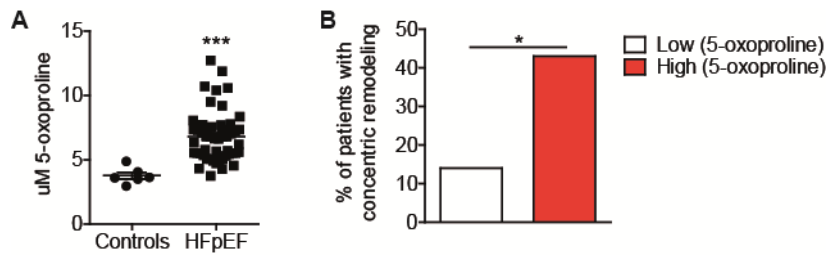 A
uM 5-oxoproline
15
10
5
0
***
Controls
HFpEF
B
% of patients with
concentric remodeling
50
40
30
20
10
0
*
Low (5-oxoproline)
High (5-oxoproline)